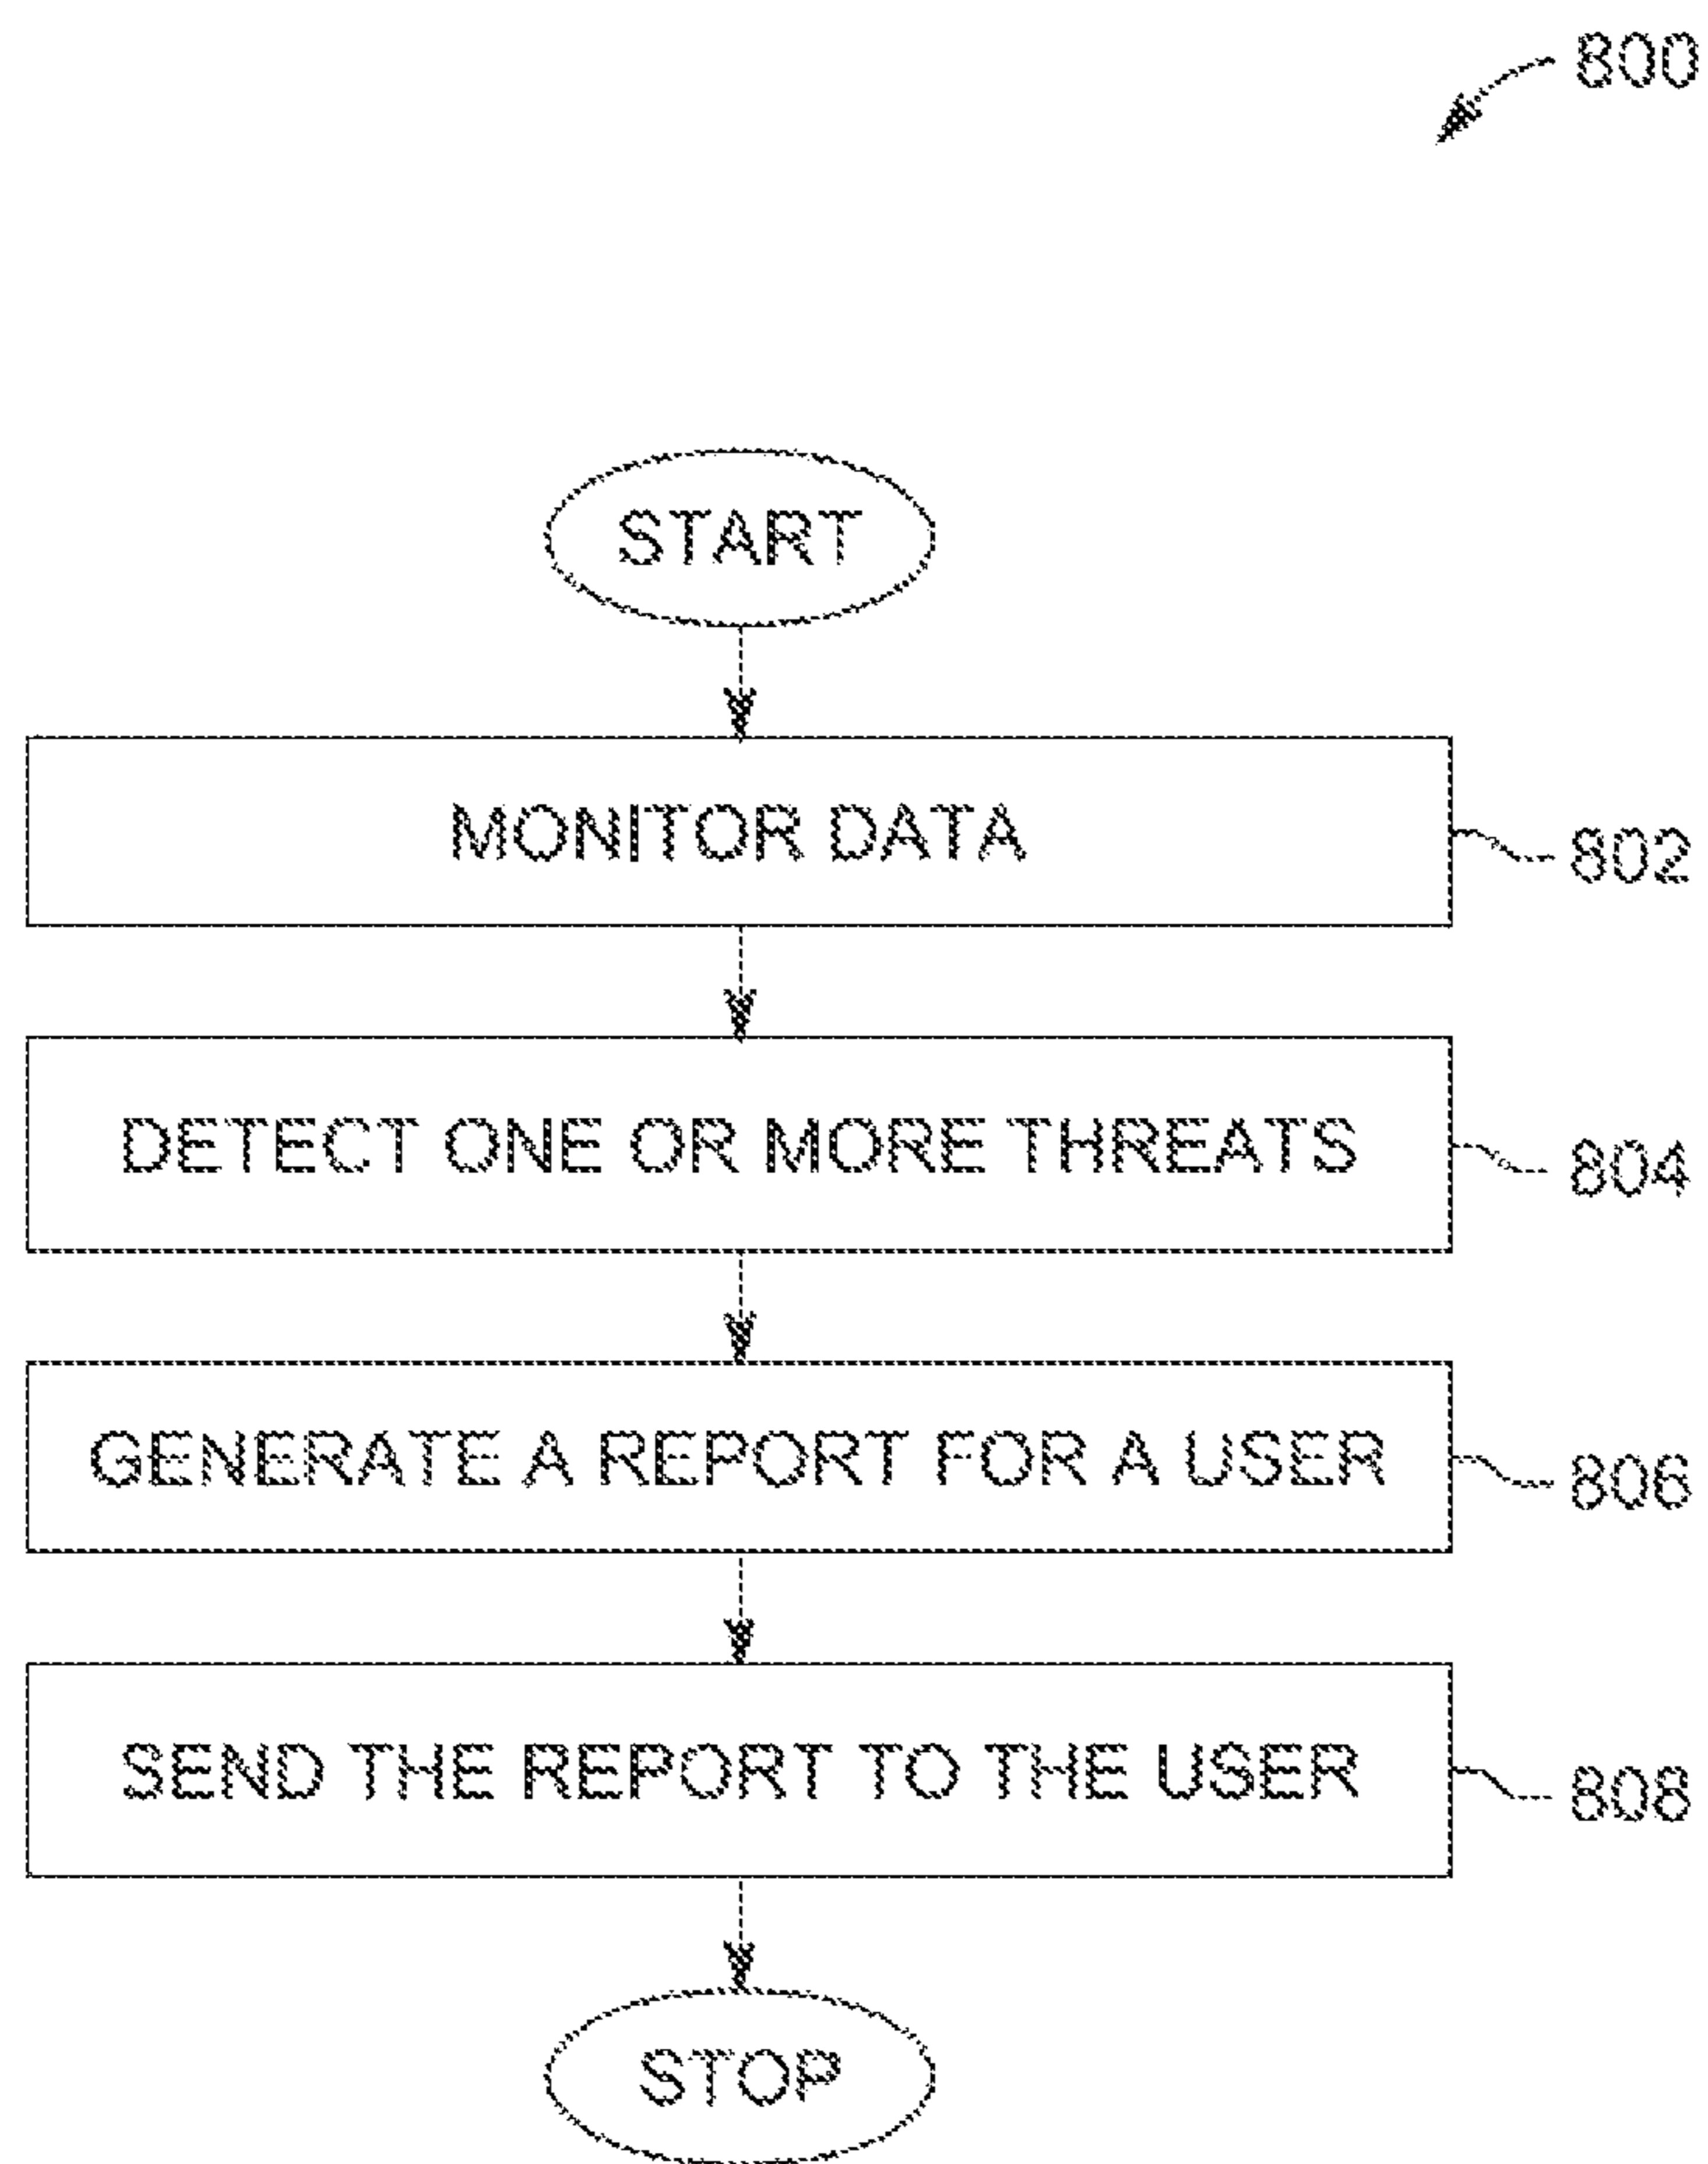 800
START
MONITOR DATA
802
DETECT ONE OR MORE THREATS
804
GENERATE A REPORT FOR A USER
806
SEND THE REPORT TO THE USER
808
STOP